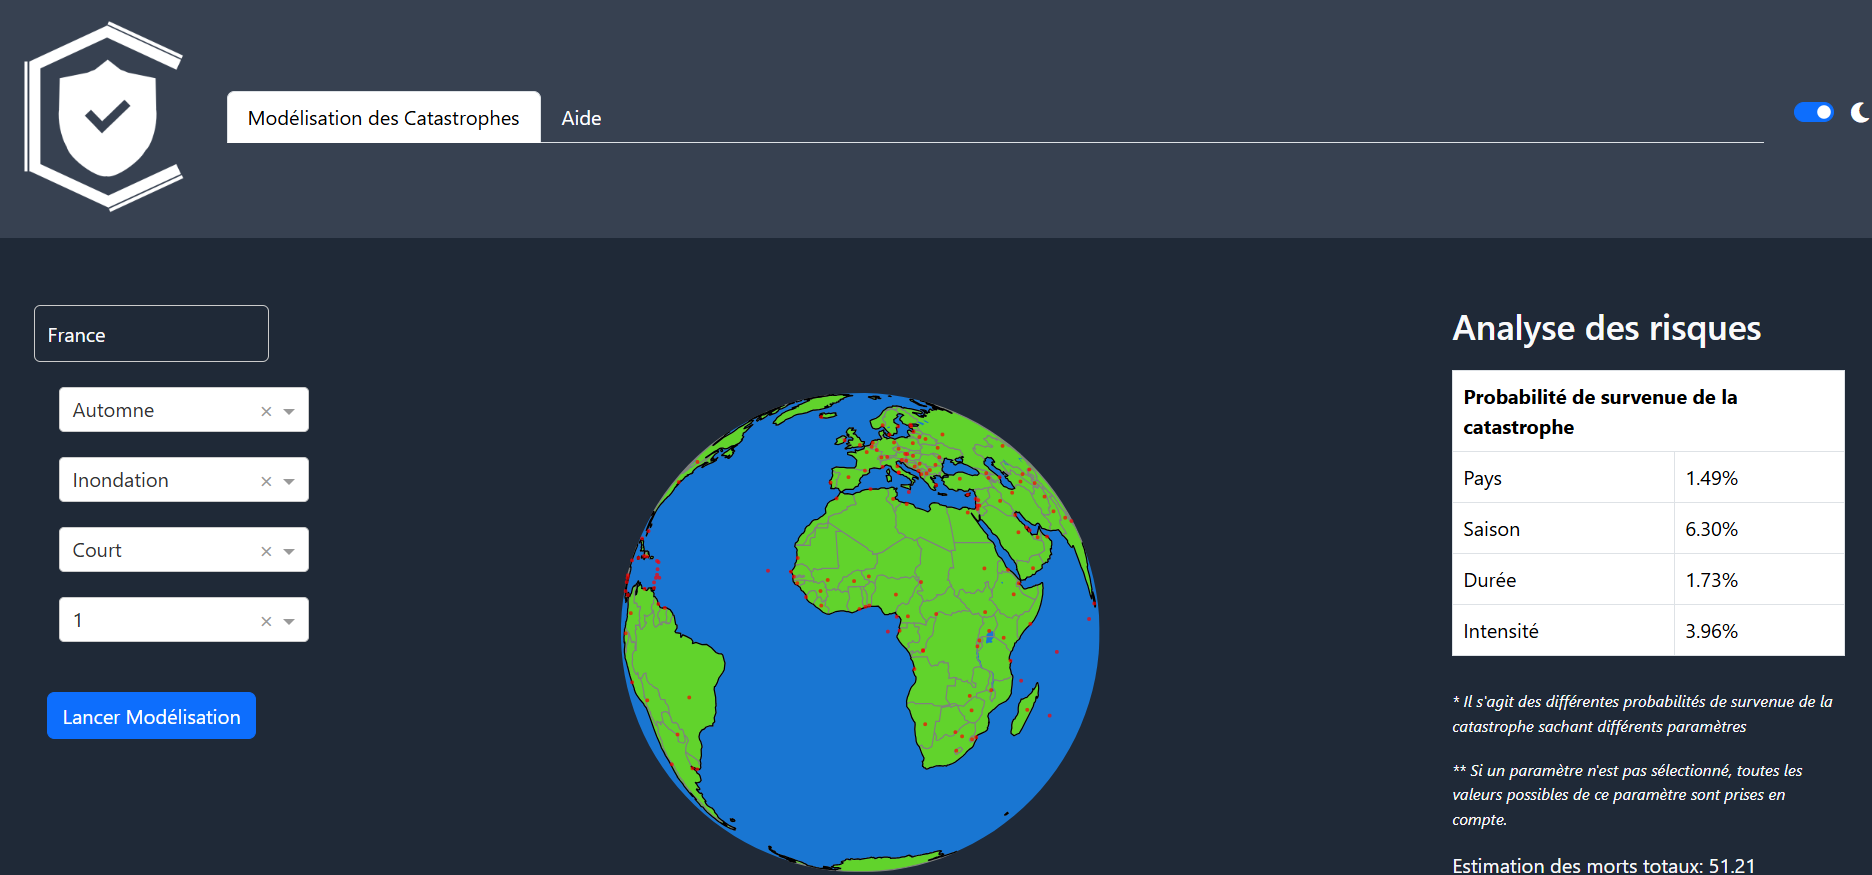 Modélisation des Catastrophes
Aide
France
Automne
Inondation
Court
1
Lancer Modélisation
Analyse des risques
Probabilité de survenue de la
catastrophe
Pays 1.49%
Saison 6.30%
Durée 1.73%
Intensité 3.96%
* Il s'agit des différentes probabilités de survenue de la
catastrophe sachant différents paramètres
** Si un paramètre n'est pas sélectionné, toutes les
valeurs possibles de ce paramètre sont prises en
compte.
Estimation des morts totaux: 51.21